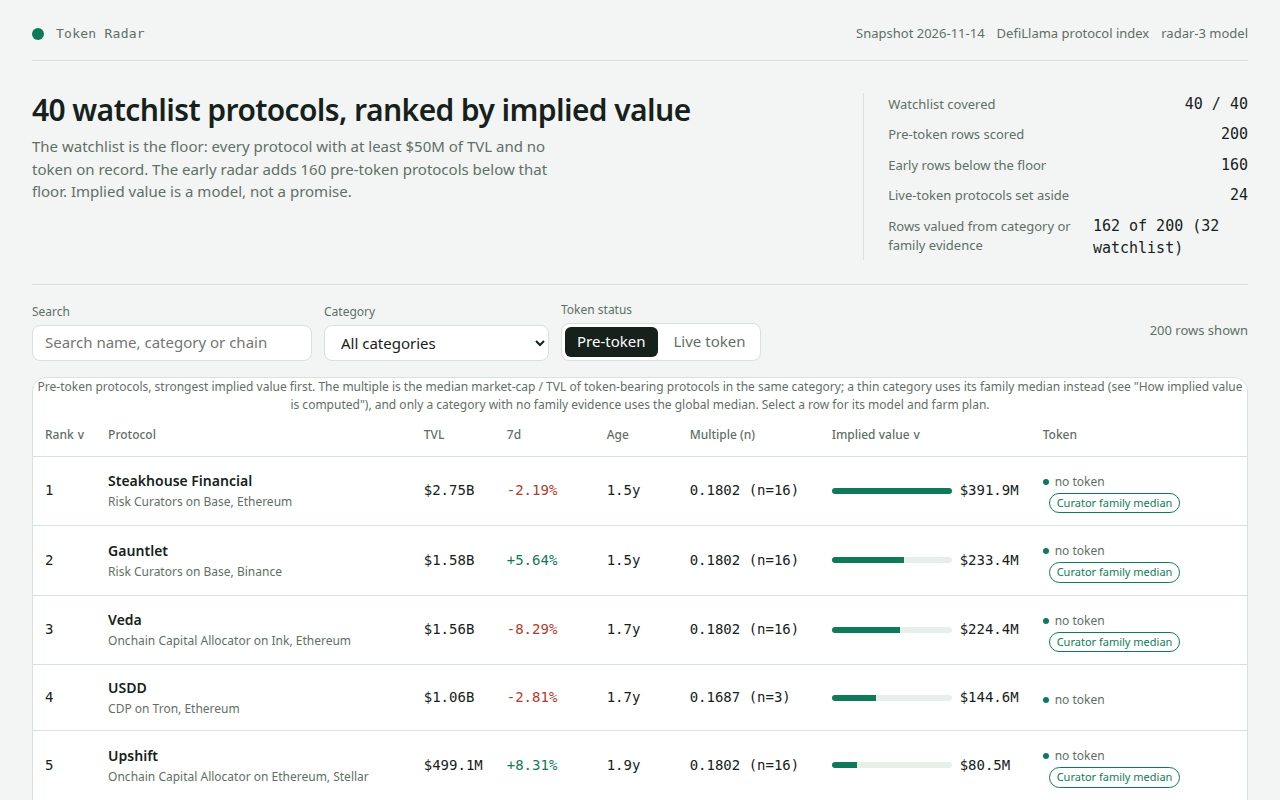 Token Radar
Snapshot 2026-11-14 DefiLlama protocol index radar-3 model
40 watchlist protocols, ranked by implied value
The watchlist is the floor: every protocol with at least $50M of TVL and no
token on record. The early radar adds 160 pre-token protocols below that
floor. Implied value is a model, not a promise.
Watchlist covered 40 / 40
Pre-token rows scored 200
Early rows below the floor 160
Live-token protocols set aside 24
Rows valued from category or
family evidence
162 of 200 (32
watchlist)
Search
Search name, category or chain
Category
All categories
Token status
Pre-token Live token
200 rows shown
Pre-token protocols, strongest implied value first. The multiple is the median market-cap / TVL of token-bearing protocols in the same category; a thin category uses its family median instead (see "How implied value
is computed"), and only a category with no family evidence uses the global median. Select a row for its model and farm plan.
Rank v Protocol TVL 7d Age Multiple (n) Implied value v Token
1 Steakhouse Financial $2.75B -2.19% 1.5y 0.1802 (n=16) $391.9M no token
Risk Curators on Base, Ethereum Curator family median
2 Gauntlet $1.58B +5.64% 1.5y 0.1802 (n=16) $233.4M no token
Risk Curators on Base, Binance Curator family median
3 Veda $1.56B -8.29% 1.7y 0.1802 (n=16) $224.4M no token
Onchain Capital Allocator on Ink, Ethereum Curator family median
4 USDD $1.06B -2.81% 1.7y 0.1687 (n=3) $144.6M no token
CDP on Tron, Ethereum
5 Upshift $499.1M +8.31% 1.9y 0.1802 (n=16) $80.5M no token
Onchain Capital Allocator on Ethereum, Stellar Curator family median